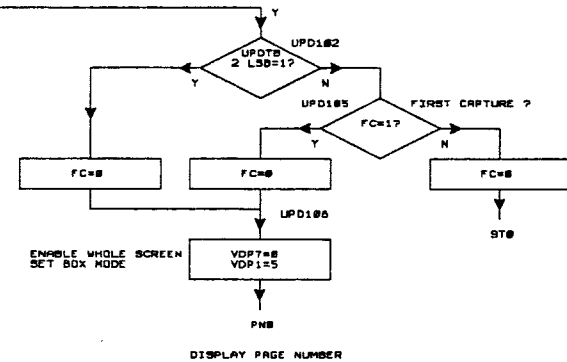 Y
UPD102
UPDTB
2 LSB=1?
Y
N
UPD105
FIRST CAPTURE ?
FC=1?
Y
N
FC=0
FC=0
FC=0
UPD106
ST0
ENABLE WHOLE SCREEN
SET BOX MODE
VDP7=0
VDP1=5
PN0
DISPLAY PAGE NUMBER